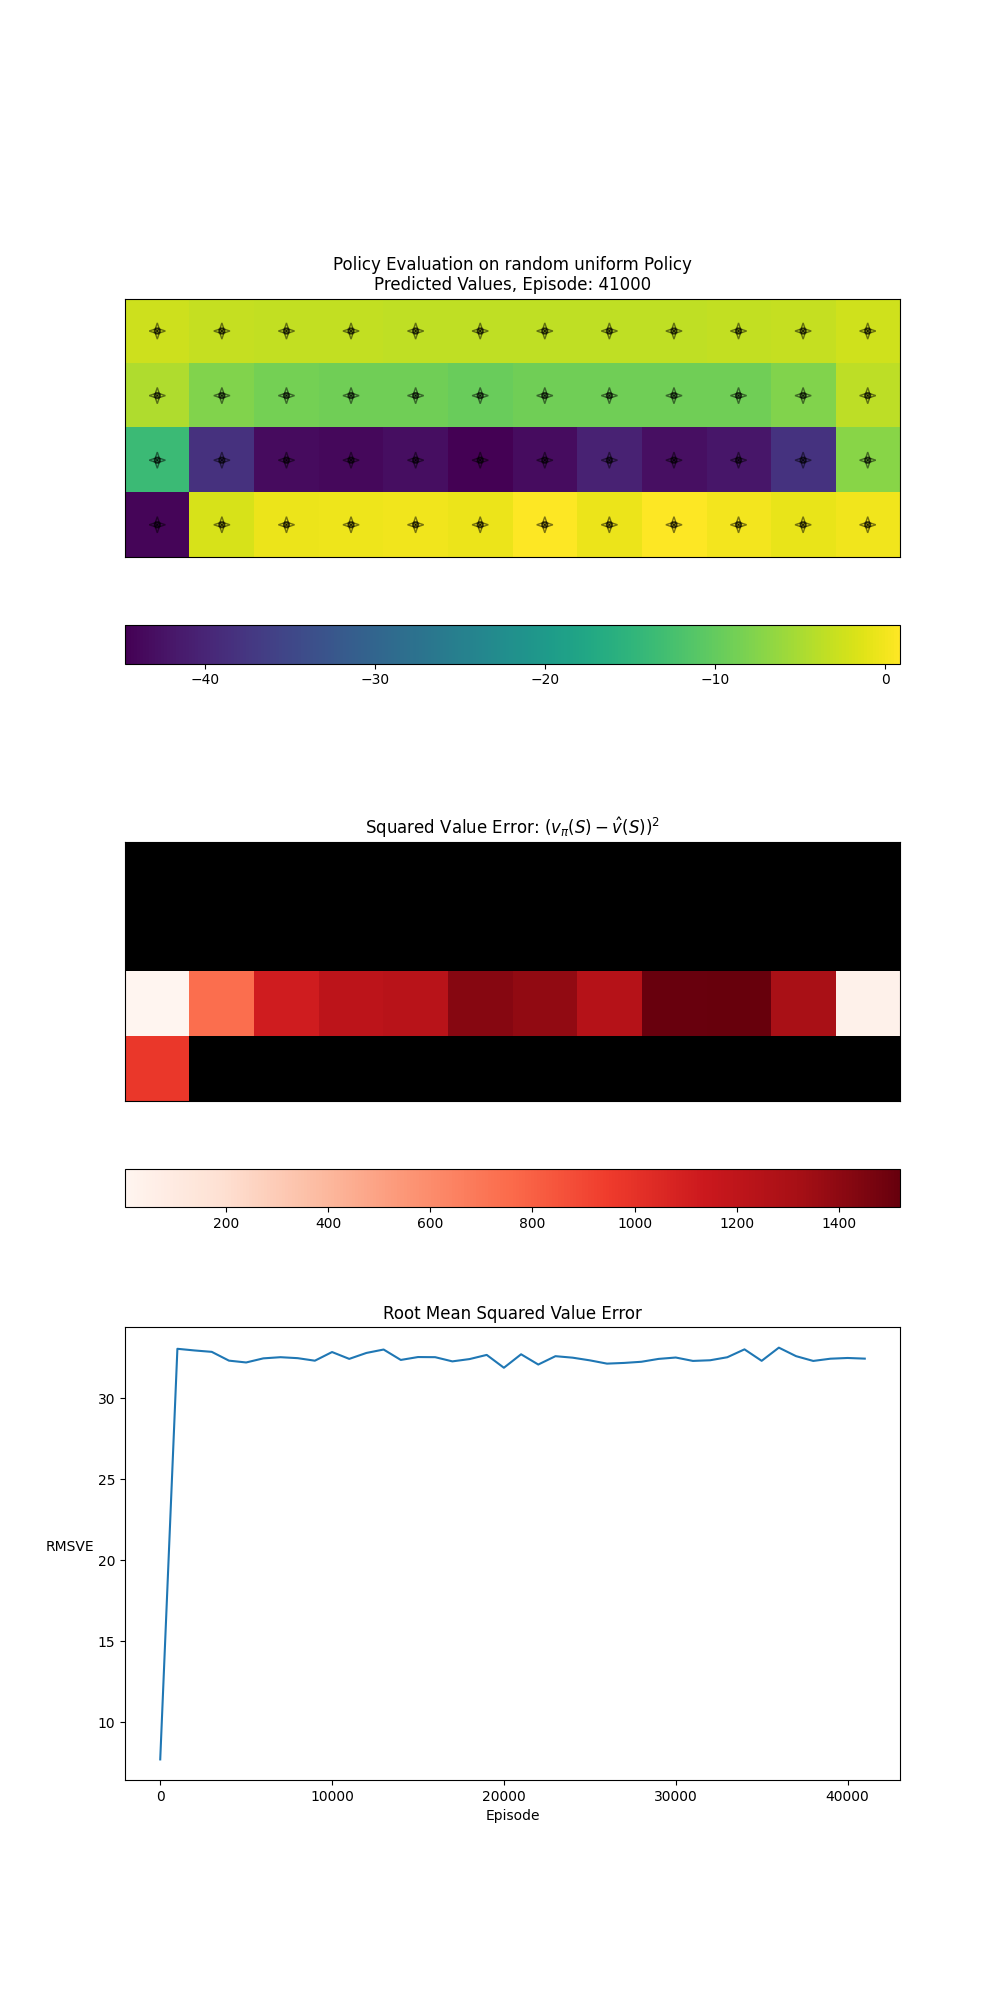 Policy Evaluation on random uniform Policy
Predicted Values, Episode: 41000
−40 −30 −20 −10 0
Squared Value Error: $(v_\pi(S) - \hat{v}(S))^2$
200 400 600 800 1000 1200 1400
Root Mean Squared Value Error
30
25
RMSVE
20
15
10
0 10000 20000 30000 40000
Episode